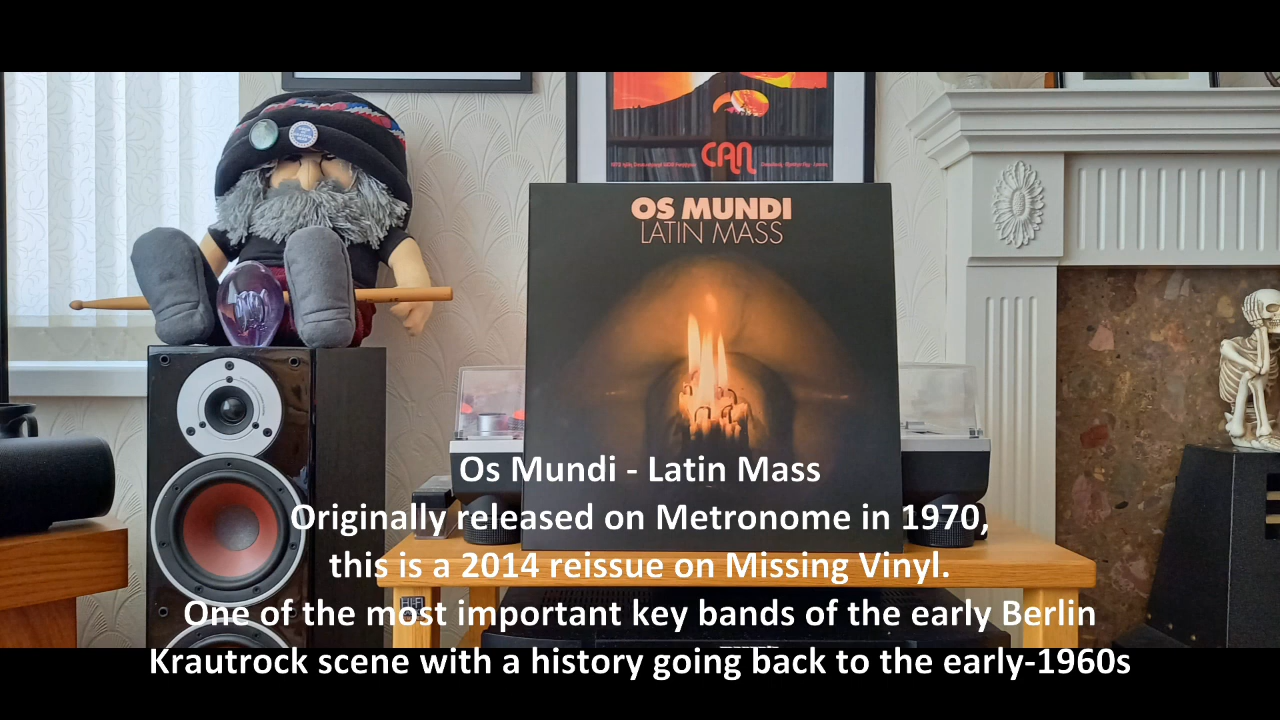 CAN
OS MUNDI
LATIN MASS
Os Mundi - Latin Mass
Originally released on Metronome in 1970,
this is a 2014 reissue on Missing Vinyl.
One of the most important key bands of the early Berlin
Krautrock scene with a history going back to the early-1960s